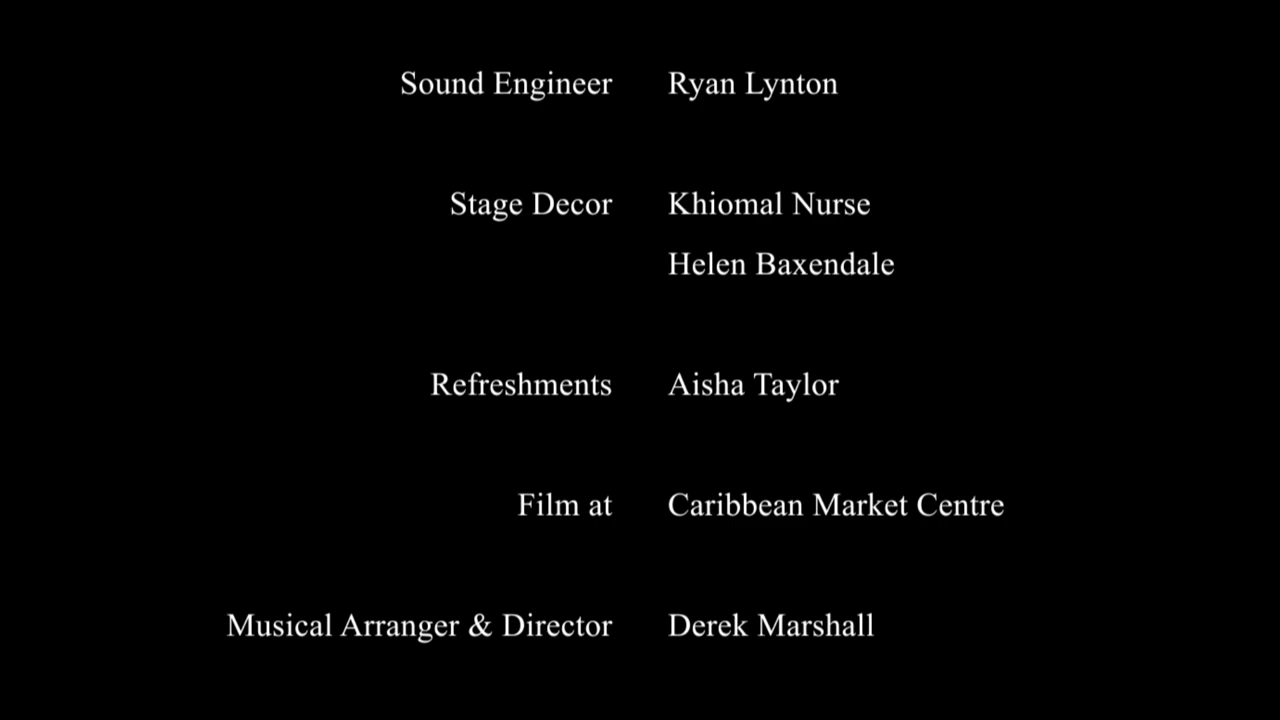 Sound Engineer Ryan Lynton
Stage Decor Khiomal Nurse
Helen Baxendale
Refreshments Aisha Taylor
Film at Caribbean Market Centre
Musical Arranger & Director Derek Marshall